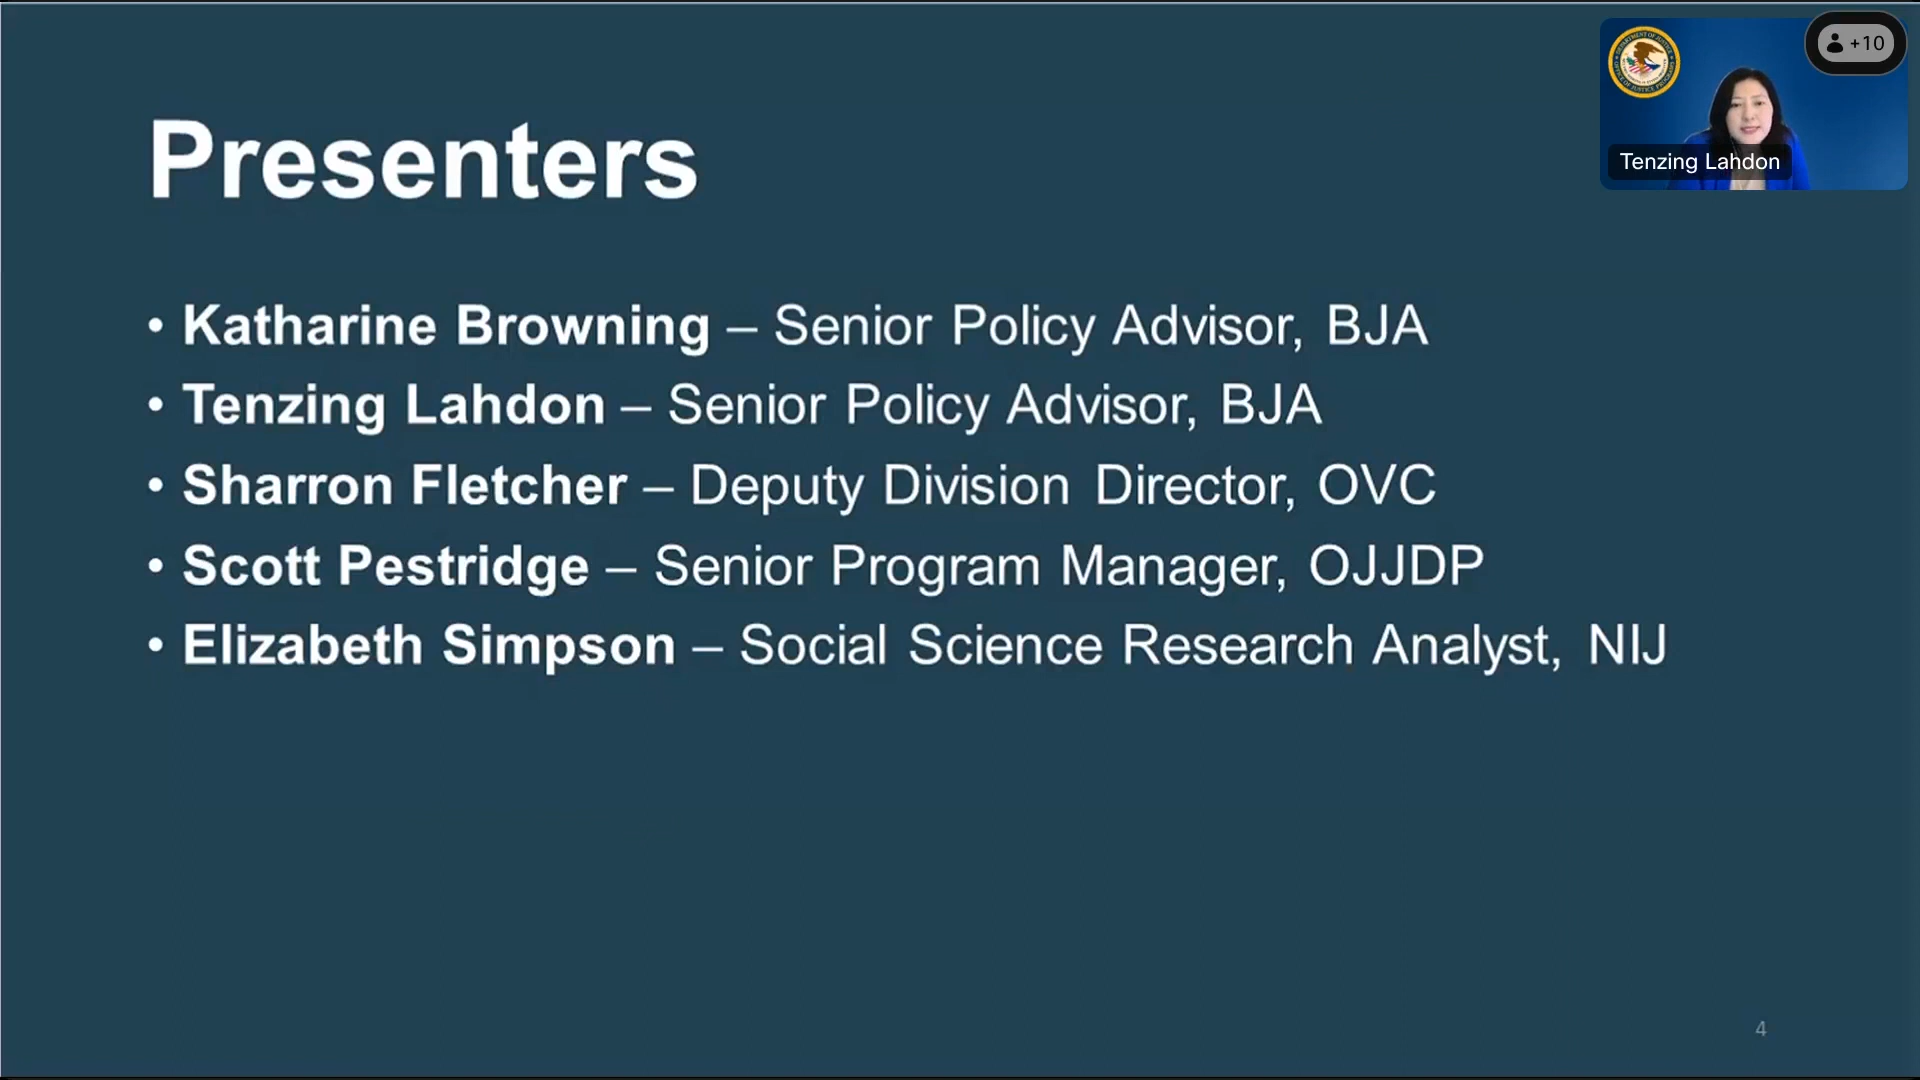 Presenters
• Katharine Browning – Senior Policy Advisor, BJA
• Tenzing Lahdon – Senior Policy Advisor, BJA
• Sharron Fletcher – Deputy Division Director, OVC
• Scott Pestridge – Senior Program Manager, OJJDP
• Elizabeth Simpson – Social Science Research Analyst, NIJ
+10
Tenzing Lahdon
4